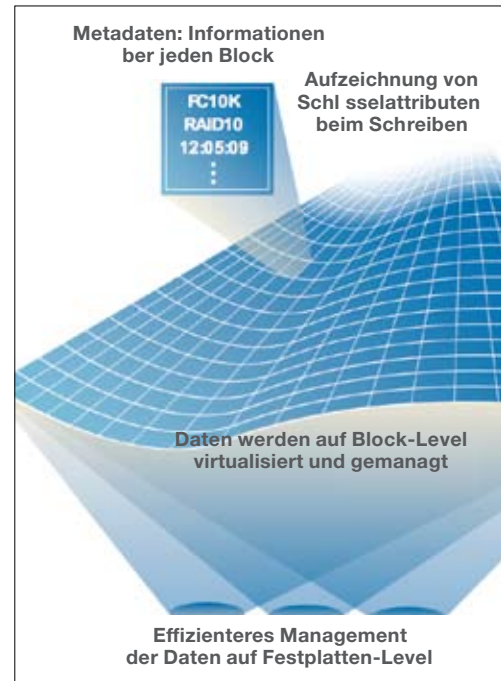 Metadaten: Informationen
ber jeden Block
Aufzeichnung von
Schl sselattributen
beim Schreiben
FC10K
RAID10
12:05:09
⋮
Daten werden auf Block-Level
virtualisiert und gemanagt
Effizienteres Management
der Daten auf Festplatten-Level